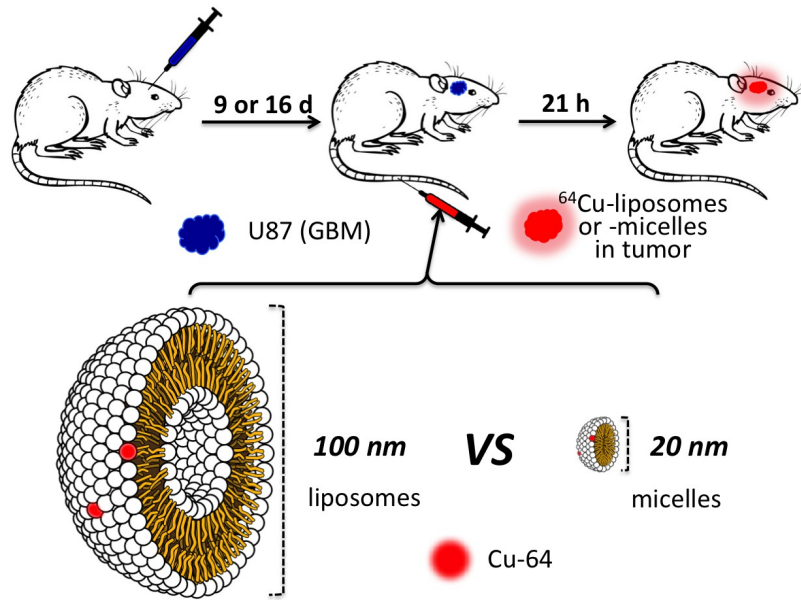 9 or 16 d
21 h
U87 (GBM)
64Cu-liposomes
or -micelles
in tumor
100 nm
VS
20 nm
liposomes
micelles
Cu-64